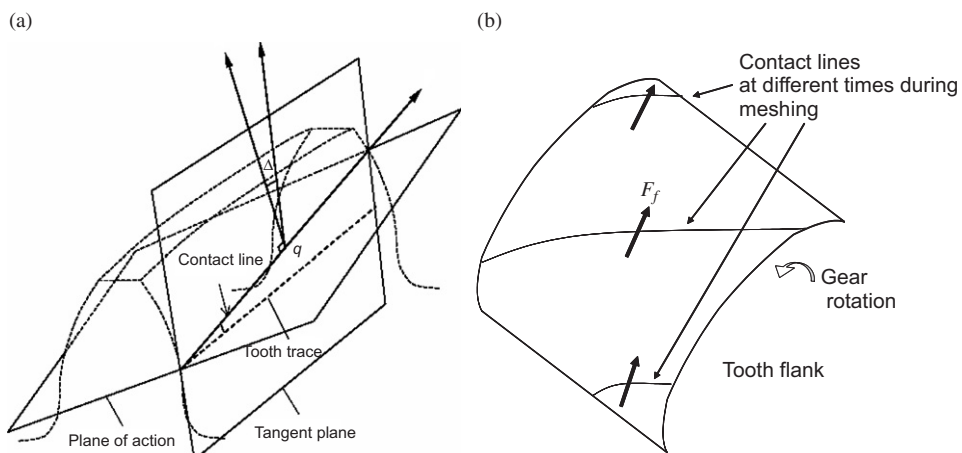 (a)
Δ
q
Contact line
Tooth trace
Plane of action
Tangent plane
(b)
Contact lines
at different times during
meshing
F_f
Gear
rotation
Tooth flank